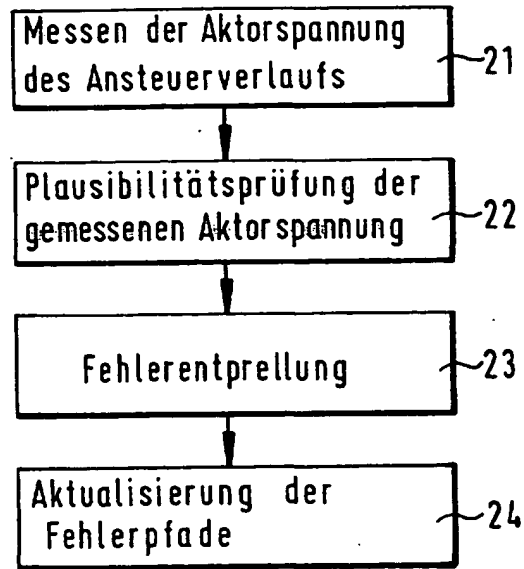 Messen der Aktorspannung
des Ansteuerverlaufs
21
Plausibilitätsprüfung der
gemessenen Aktorspannung
22
Fehlerentprellung
23
Aktualisierung der
Fehlerpfade
24